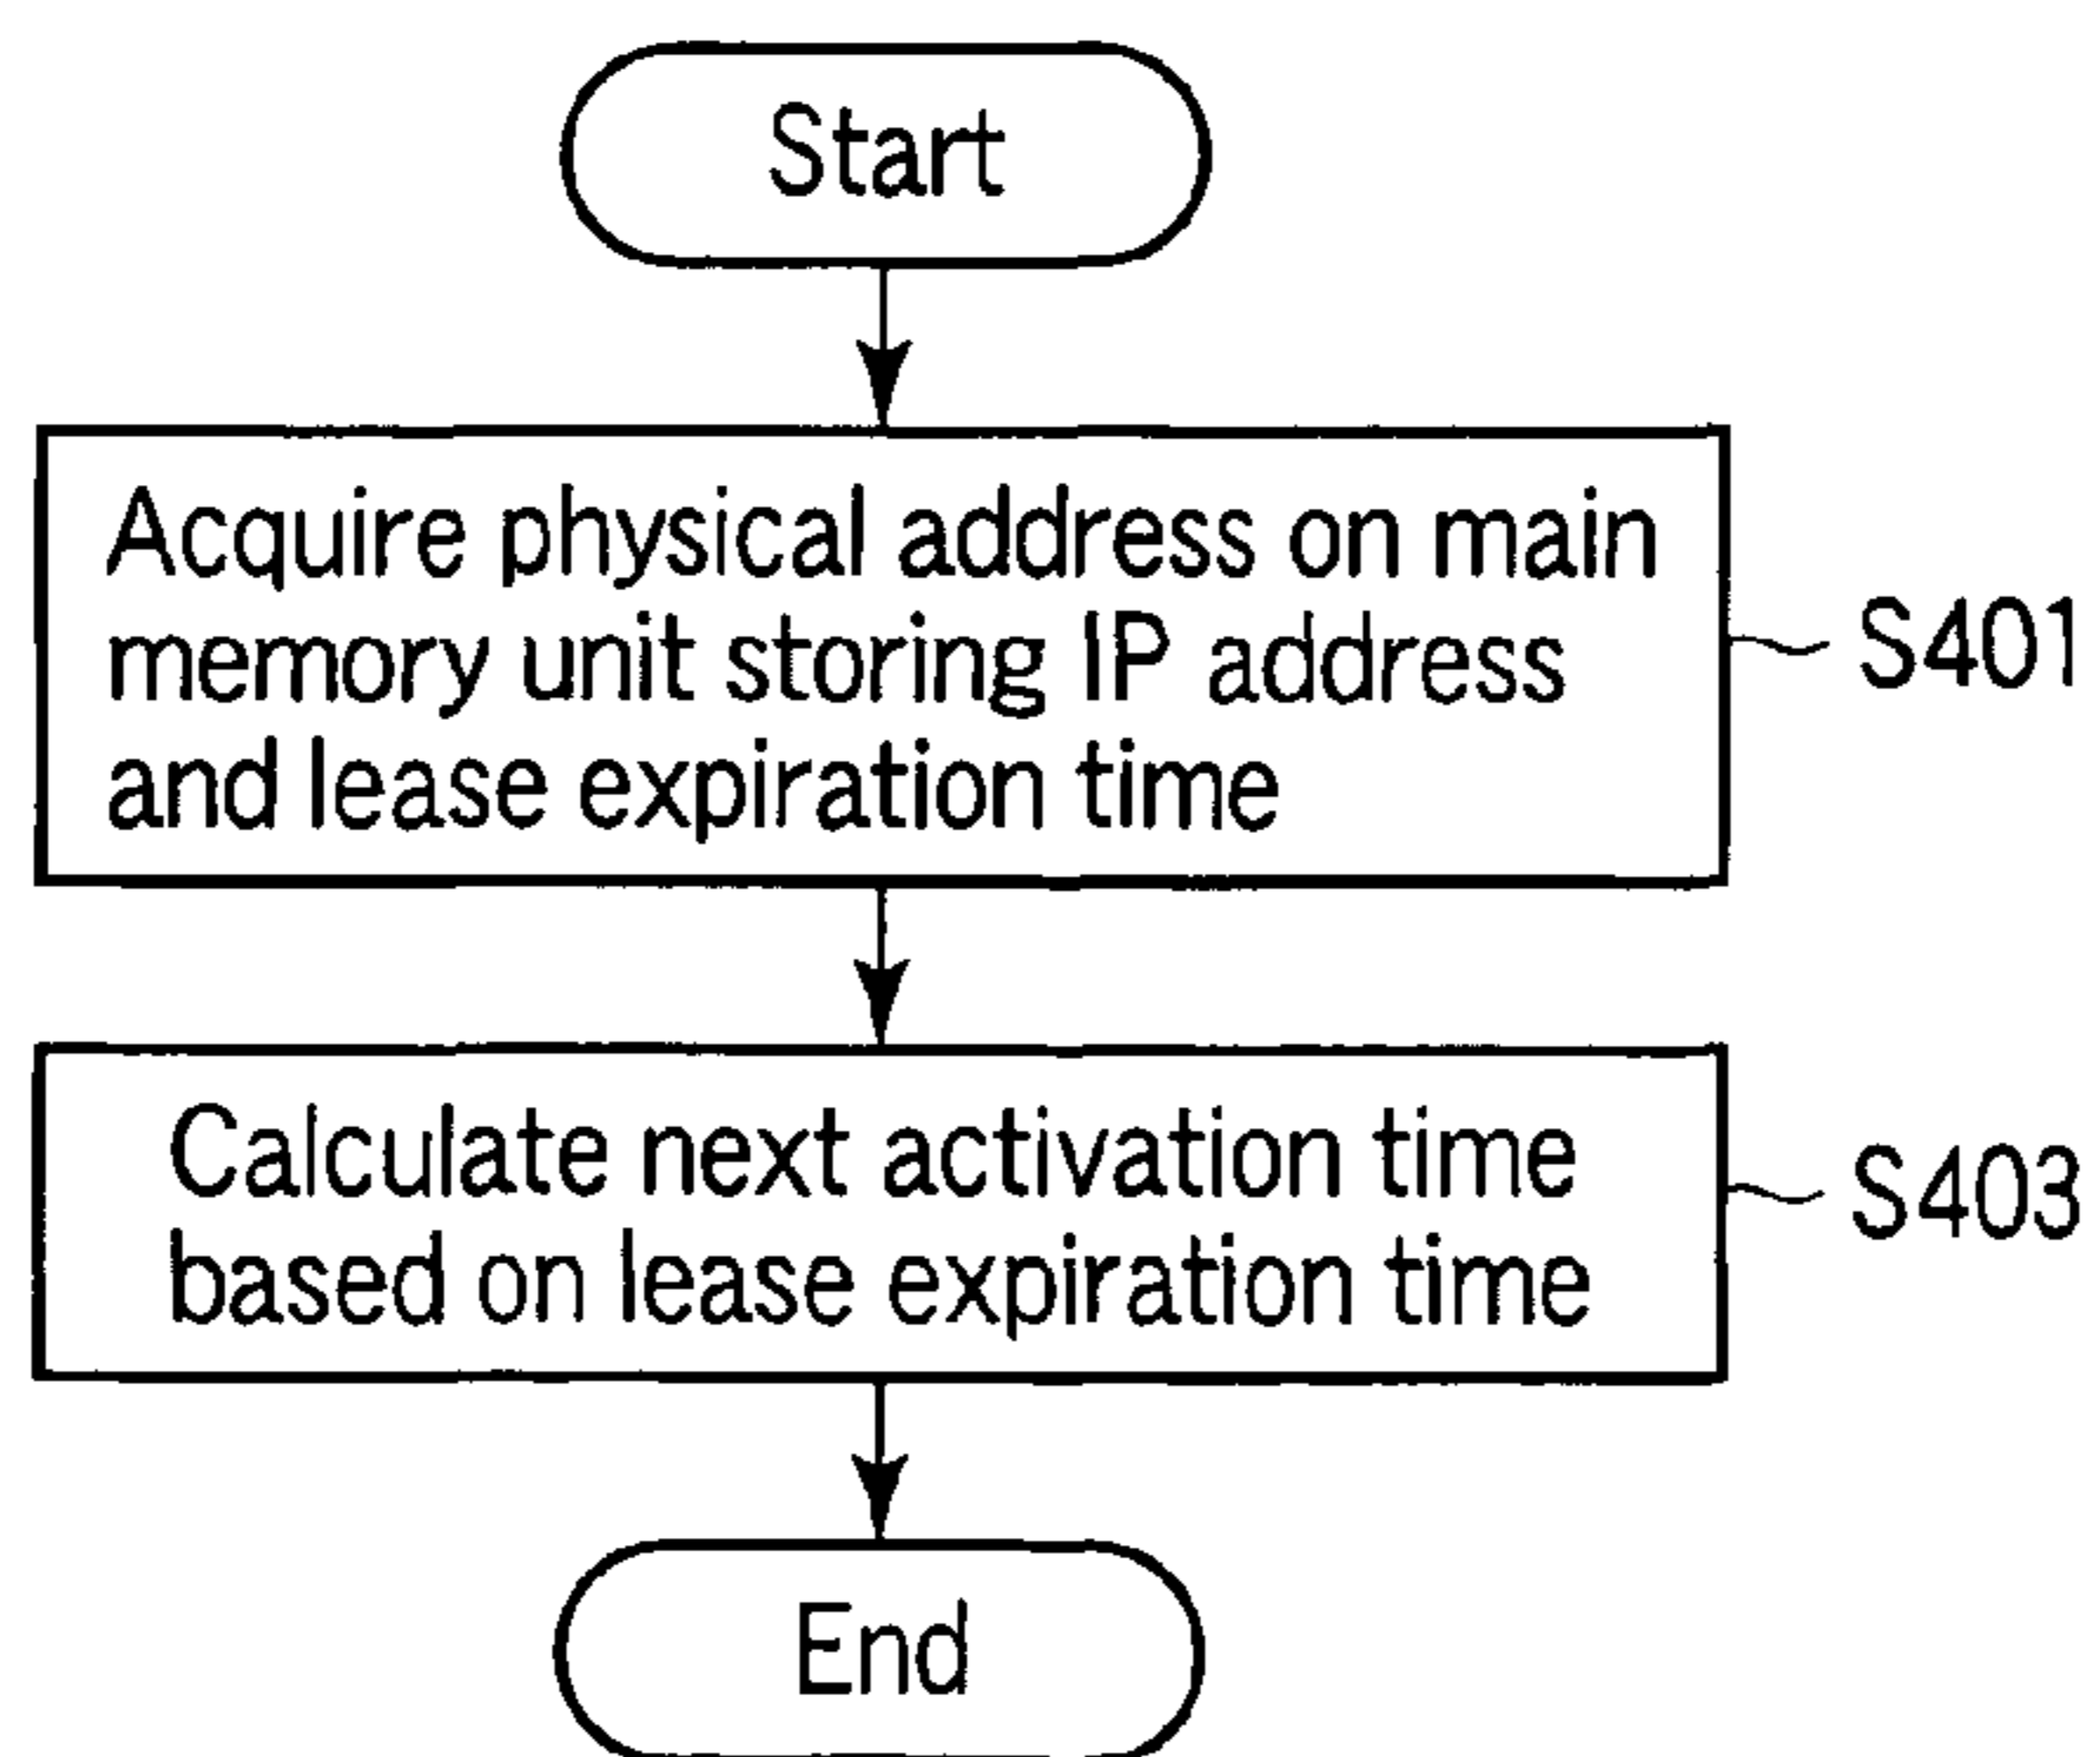 Start
Acquire physical address on main
memory unit storing IP address
and lease expiration time
S401
Calculate next activation time
based on lease expiration time
S403
End